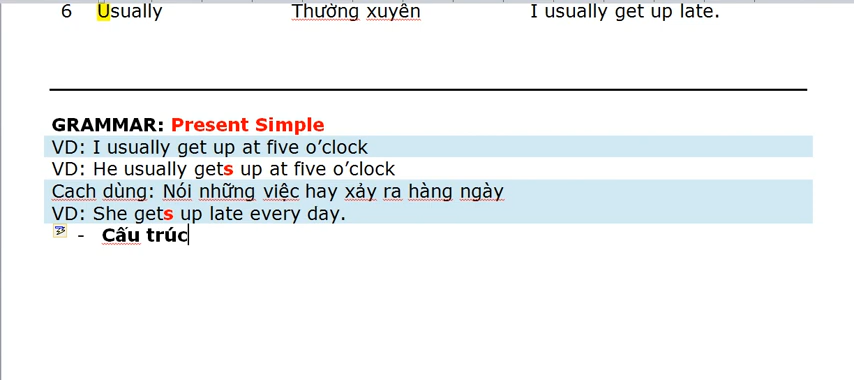 6 Usually Thường xuyên I usually get up late.
GRAMMAR: Present Simple
VD: I usually get up at five o’clock
VD: He usually gets up at five o’clock
Cach dùng: Nói những việc hay xảy ra hàng ngày
VD: She gets up late every day.
- Cấu trúc